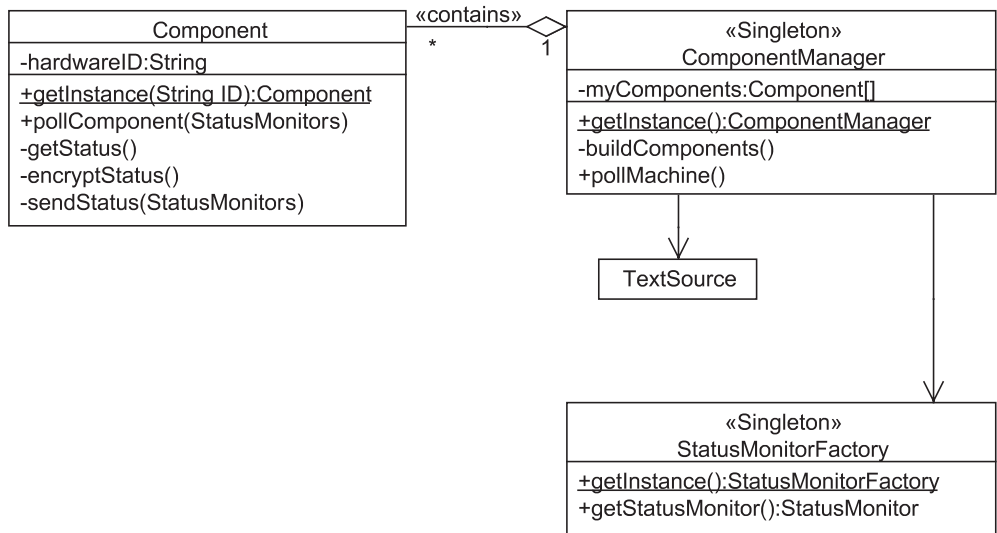 Component
-hardwareID:String
+getInstance(String ID):Component
+pollComponent(StatusMonitors)
-getStatus()
-encryptStatus()
-sendStatus(StatusMonitors)
«contains»
*
1
«Singleton»
ComponentManager
-myComponents:Component[]
+getInstance():ComponentManager
-buildComponents()
+pollMachine()
TextSource
«Singleton»
StatusMonitorFactory
+getInstance():StatusMonitorFactory
+getStatusMonitor():StatusMonitor